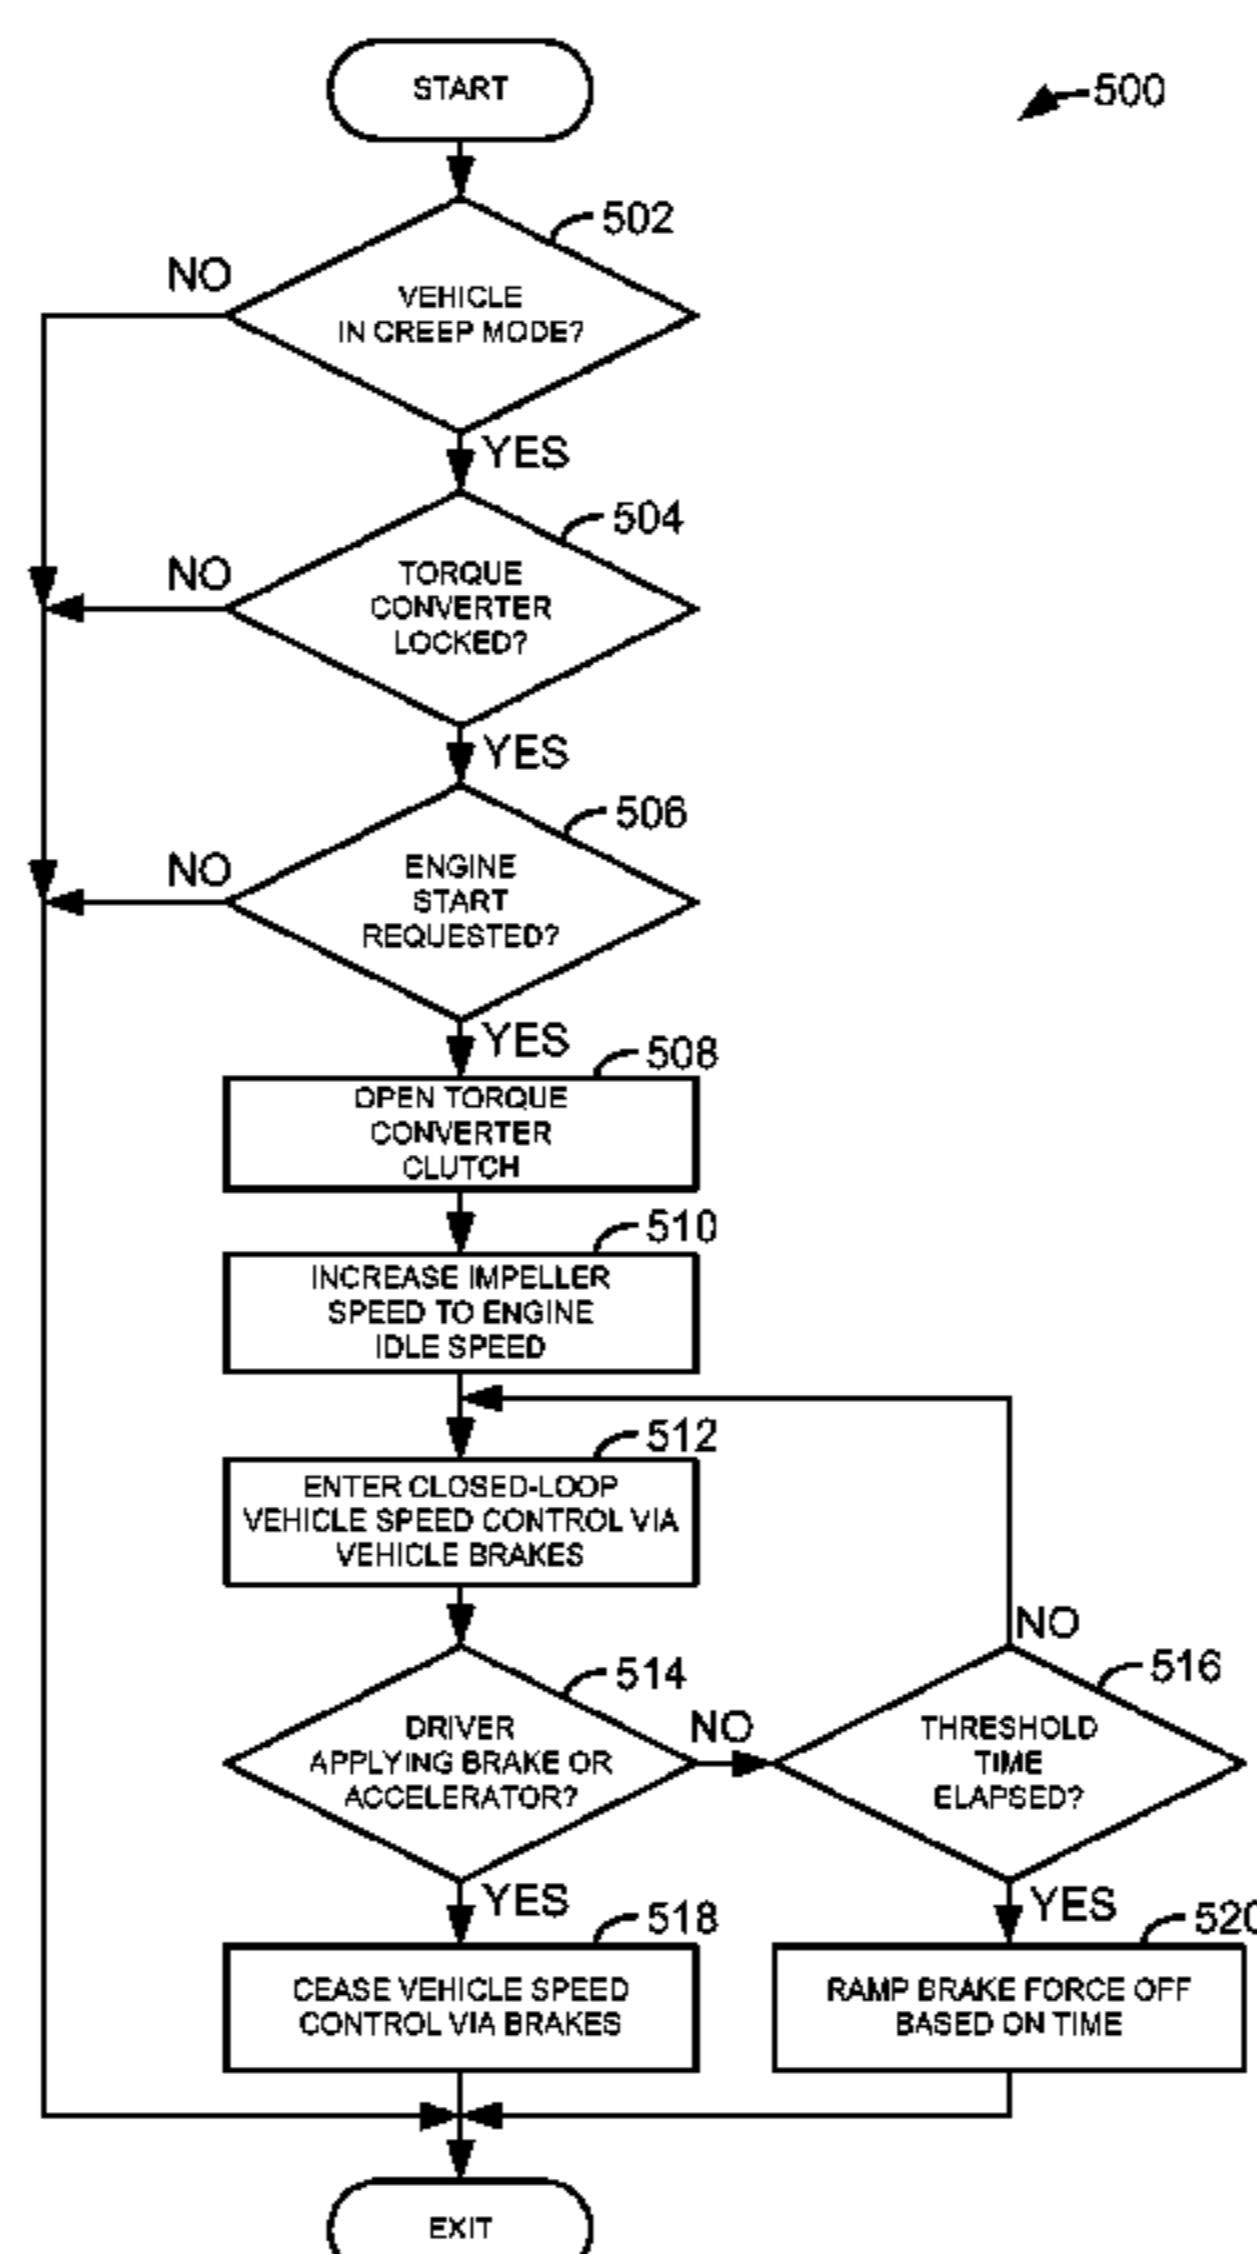 START
500
502
NO
VEHICLE
IN CREEP MODE?
YES
504
NO
TORQUE
CONVERTER
LOCKED?
YES
506
NO
ENGINE
START
REQUESTED?
YES
508
OPEN TORQUE
CONVERTER
CLUTCH
510
INCREASE IMPELLER
SPEED TO ENGINE
IDLE SPEED
512
ENTER CLOSED-LOOP
VEHICLE SPEED CONTROL VIA
VEHICLE BRAKES
514
DRIVER
APPLYING BRAKE OR
ACCELERATOR?
NO
NO
516
THRESHOLD
TIME
ELAPSED?
YES
518
CEASE VEHICLE SPEED
CONTROL VIA BRAKES
YES
520
RAMP BRAKE FORCE OFF
BASED ON TIME
EXIT